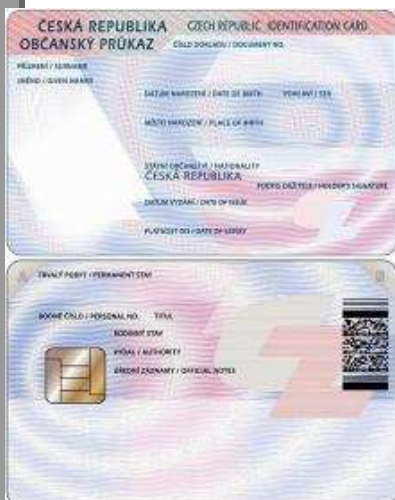 ČESKÁ REPUBLIKA CZECH REPUBLIC IDENTIFICATION CARD
OBČANSKÝ PRŮKAZ ČÍSLO DOKLADU / DOCUMENT NO.
PŘÍJMENÍ / SURNAME
JMÉNO / GIVEN NAMES
DATUM NAROZENÍ / DATE OF BIRTH POHLAVÍ / SEX
MÍSTO NAROZENÍ / PLACE OF BIRTH
STÁTNÍ OBČANSTVÍ / NATIONALITY
ČESKÁ REPUBLIKA
PODPIS DRŽITELE / HOLDER'S SIGNATURE
DATUM VYDÁNÍ / DATE OF ISSUE
PLATNOST DO / DATE OF EXPIRY
TRVALÝ POBYT / PERMANENT STAY
RODNÉ ČÍSLO / PERSONAL NO. TITUL
RODINNÝ STAV
VYDAL / AUTHORITY
ÚŘEDNÍ ZÁZNAMY / OFFICIAL NOTES